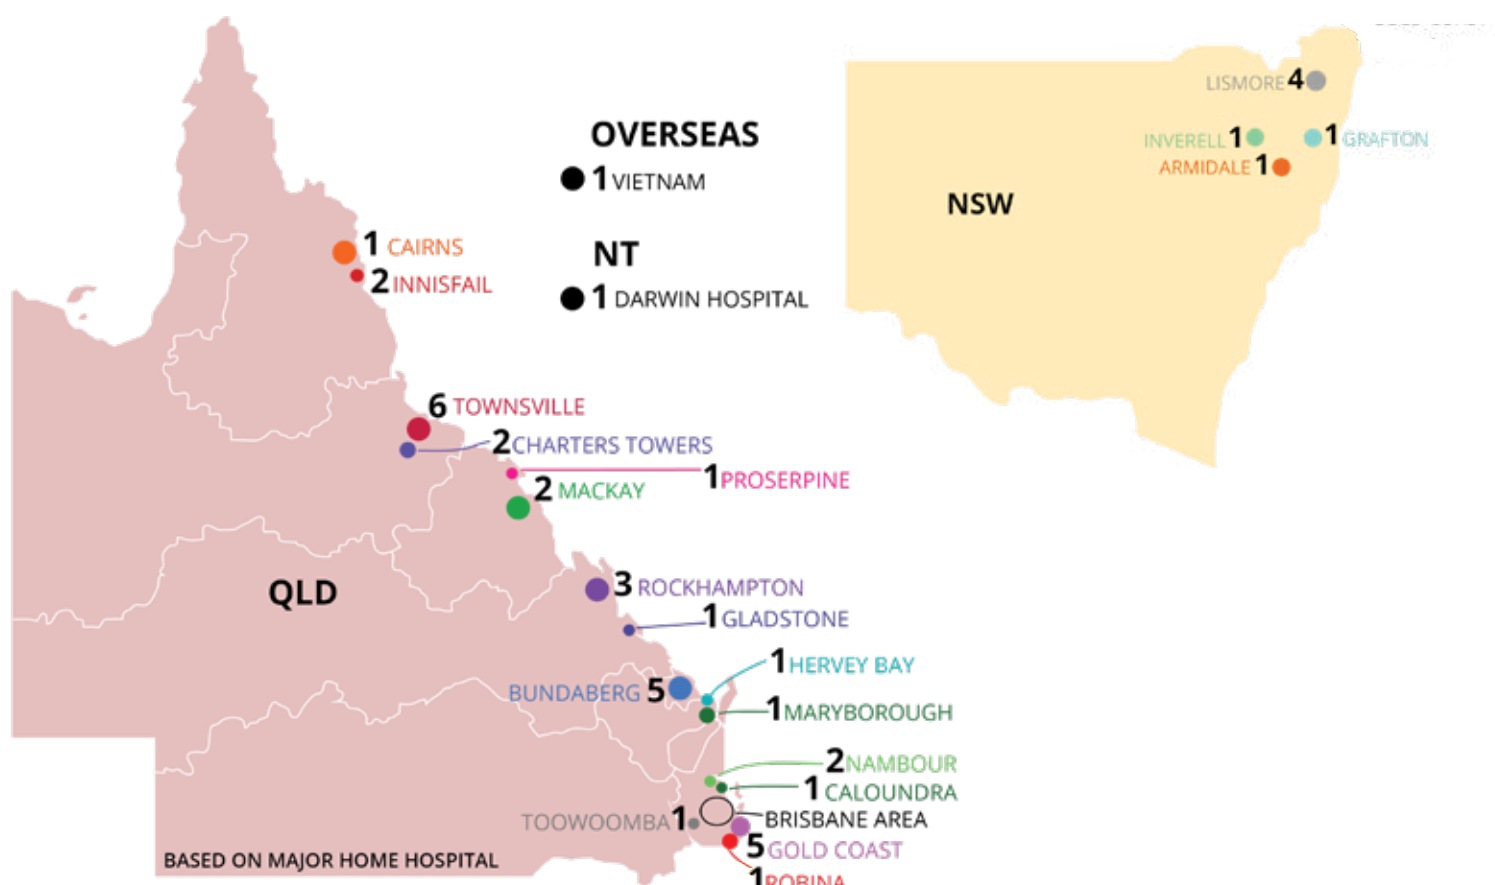 OVERSEAS
1 VIETNAM
NT
1 DARWIN HOSPITAL
LISMORE 4
INVERELL 1
1 GRAFTON
ARMIDALE 1
NSW
1 CAIRNS
2 INNISFAIL
6 TOWNSVILLE
2 CHARTERS TOWERS
1 PROSERPINE
2 MACKAY
QLD
3 ROCKHAMPTON
1 GLADSTONE
1 HERVEY BAY
BUNDABERG 5
1 MARYBOROUGH
2 NAMBOUR
1 CALOUNDRA
BRISBANE AREA
TOOWOOMBA 1
5 GOLD COAST
1 ROBINA
BASED ON MAJOR HOME HOSPITAL